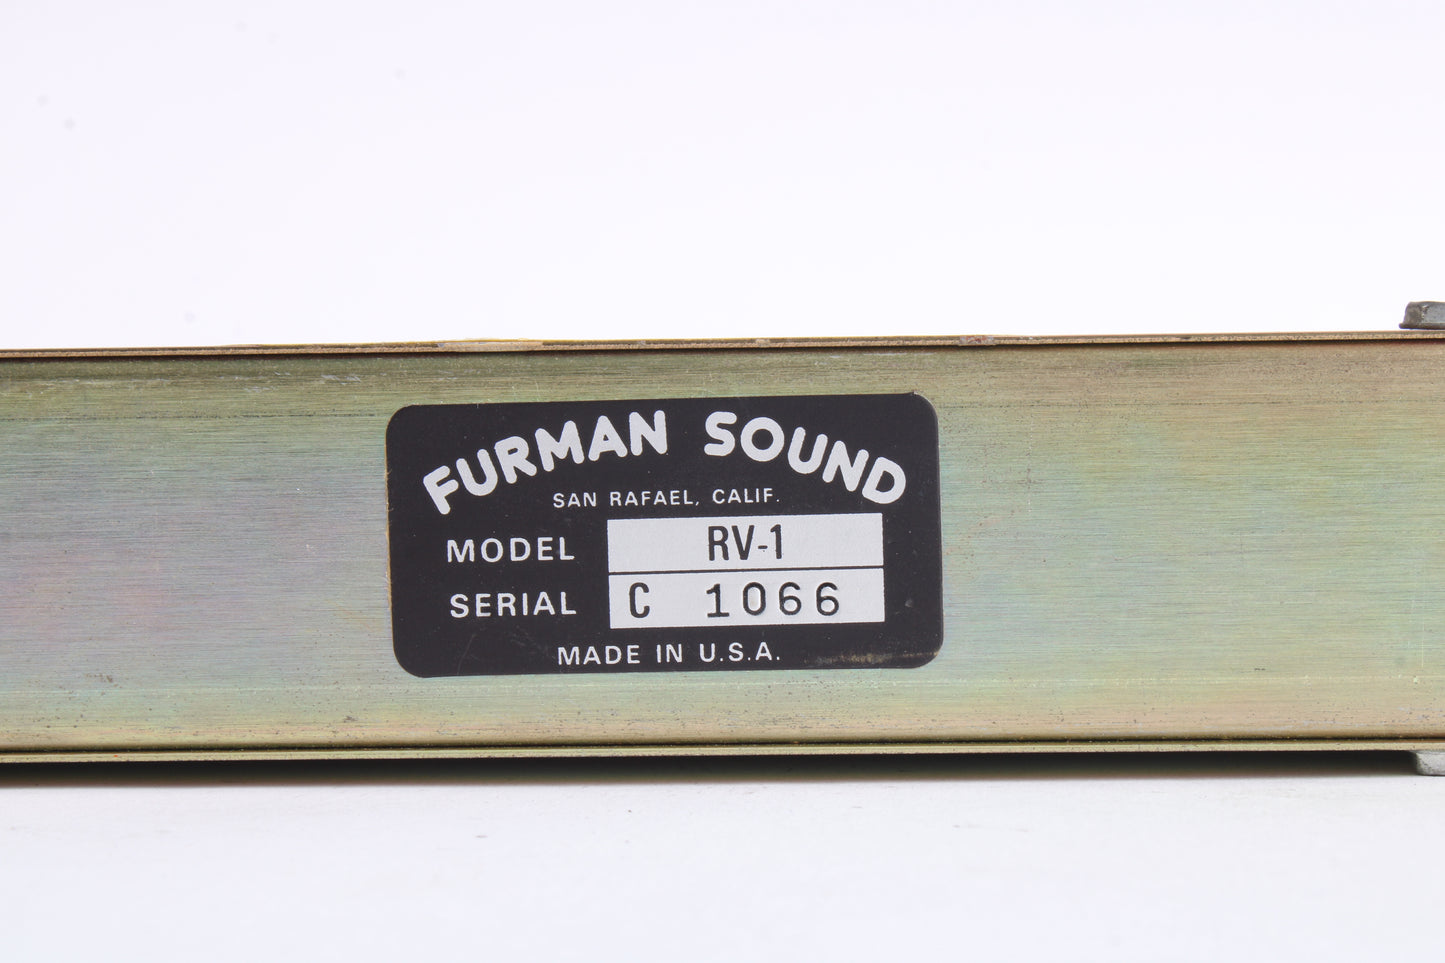 FURMAN SOUND
SAN RAFAEL, CALIF.
MODEL RV-1
SERIAL C 1066
MADE IN U.S.A.